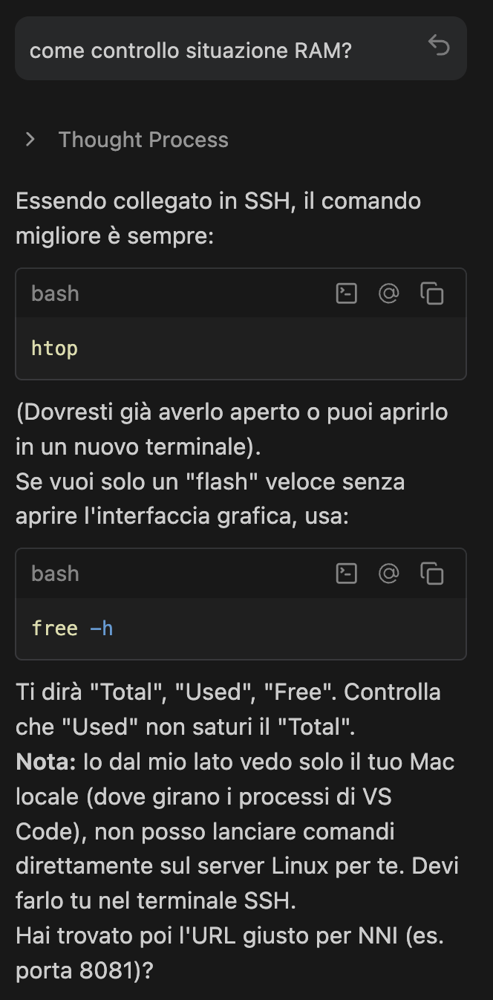 come controllo situazione RAM?
Thought Process
Essendo collegato in SSH, il comando
migliore è sempre:
bash
htop
(Dovresti già averlo aperto o puoi aprirlo
in un nuovo terminale).
Se vuoi solo un "flash" veloce senza
aprire l'interfaccia grafica, usa:
bash
free -h
Ti dirà "Total", "Used", "Free". Controlla
che "Used" non saturi il "Total".
Nota: Io dal mio lato vedo solo il tuo Mac
locale (dove girano i processi di VS
Code), non posso lanciare comandi
direttamente sul server Linux per te. Devi
farlo tu nel terminale SSH.
Hai trovato poi l'URL giusto per NNI (es.
porta 8081)?